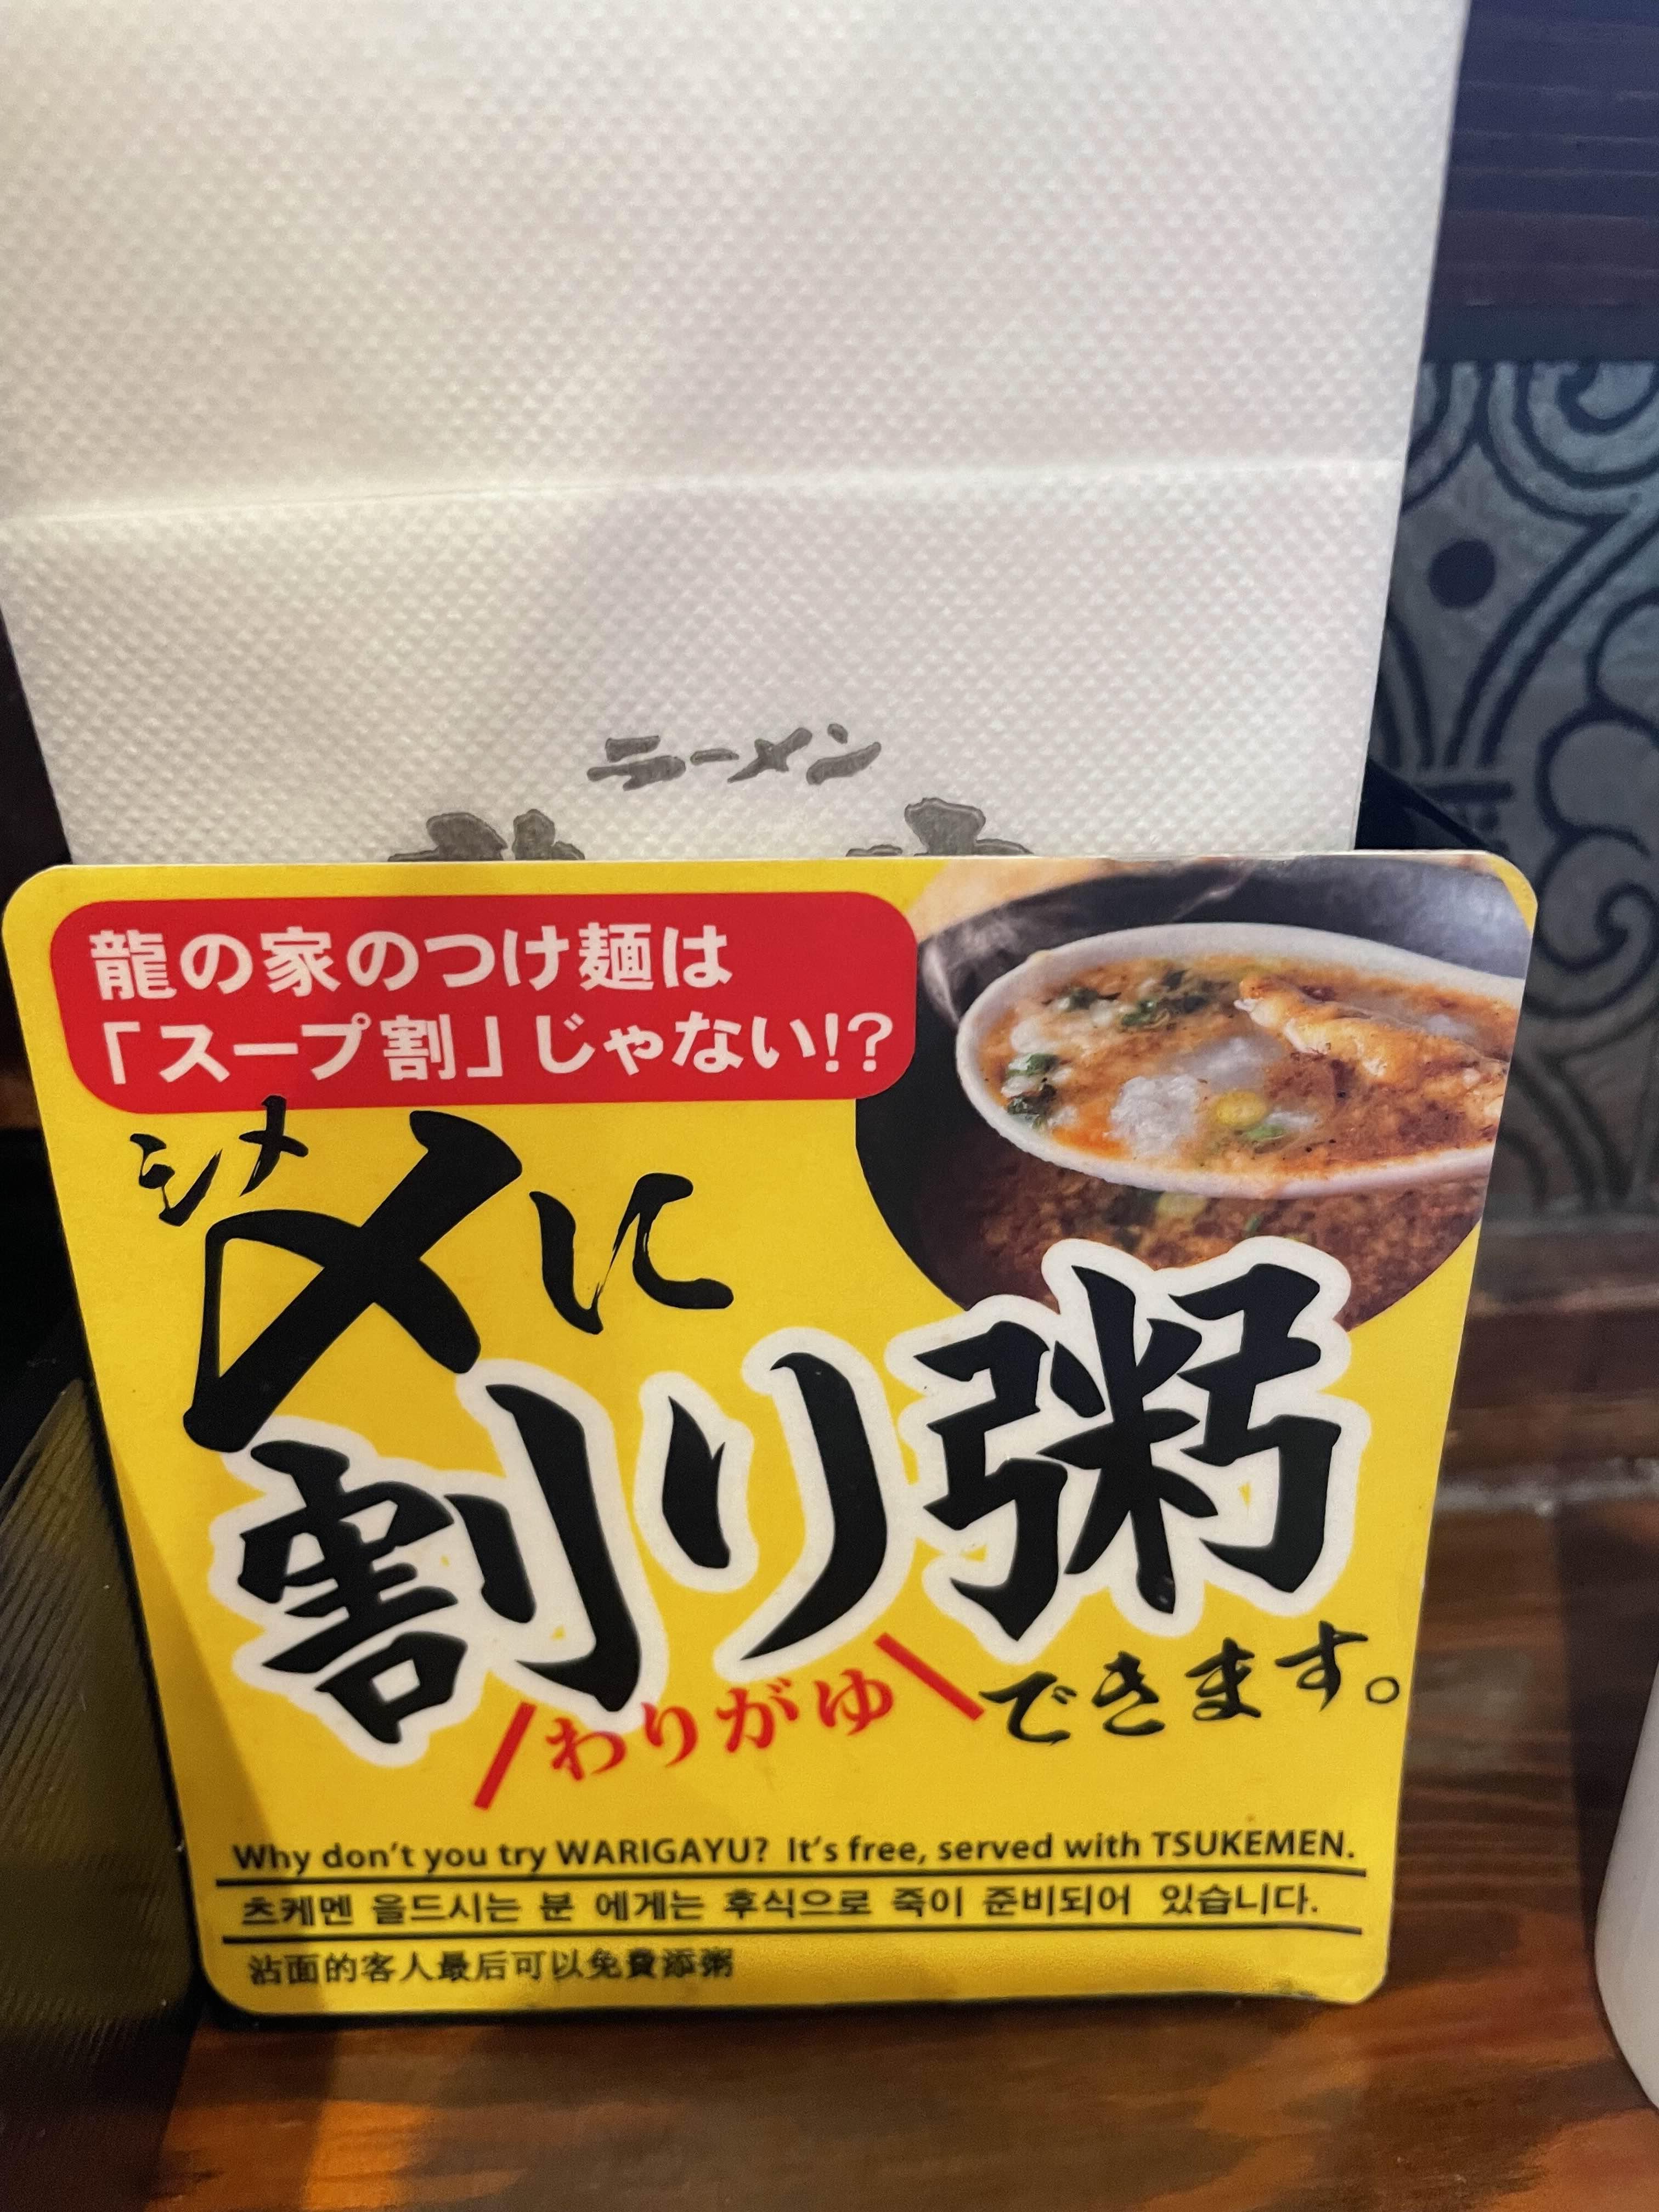 ラーメン
龍の家のつけ麺は
「スープ割」じゃない!?
シメ
〆に
割り粥
わりがゆ
できます。
Why don't you try WARIGAYU? It's free, served with TSUKEMEN.
츠케멘 을드시는 분 에게는 후식으로 죽이 준비되어 있습니다.
沾面的客人最后可以免費添粥